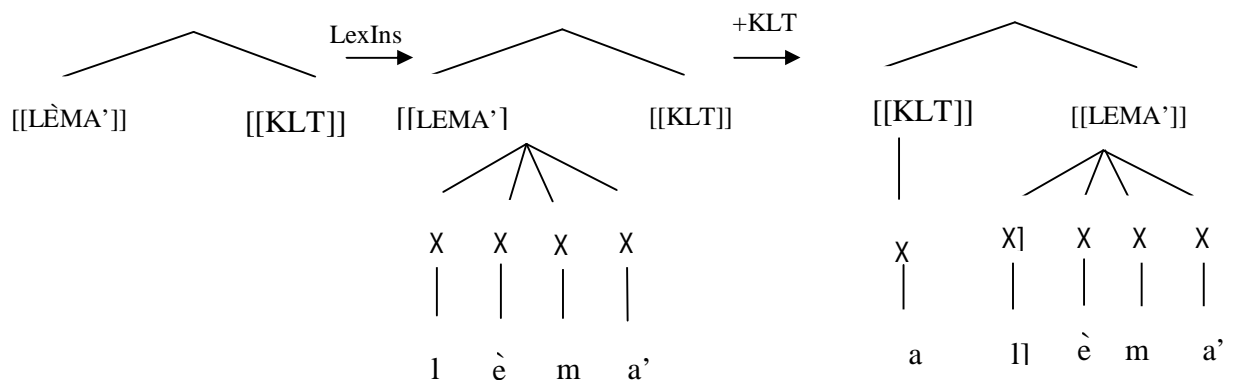 LexIns +KLT
[[LÈMA’]] [[KLT]] [[LEMA’] [[KLT]] [[KLT]] [[LEMA’]]
X X X X X X] X X X
l è m a’ a l] è m a’